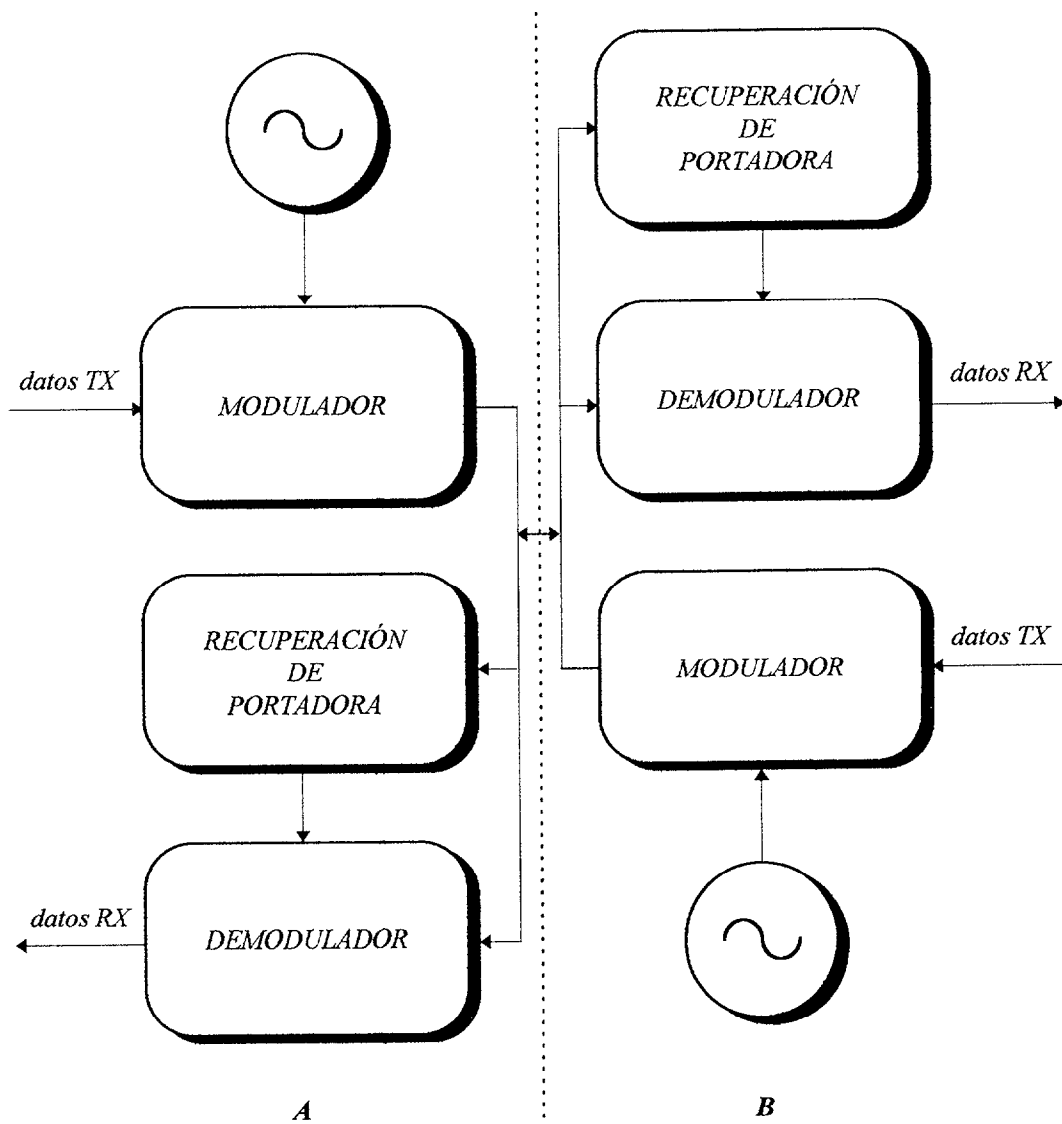 datos TX
MODULADOR
RECUPERACIÓN
DE
PORTADORA
datos RX
DEMODULADOR
A
RECUPERACIÓN
DE
PORTADORA
DEMODULADOR
datos RX
MODULADOR
datos TX
B